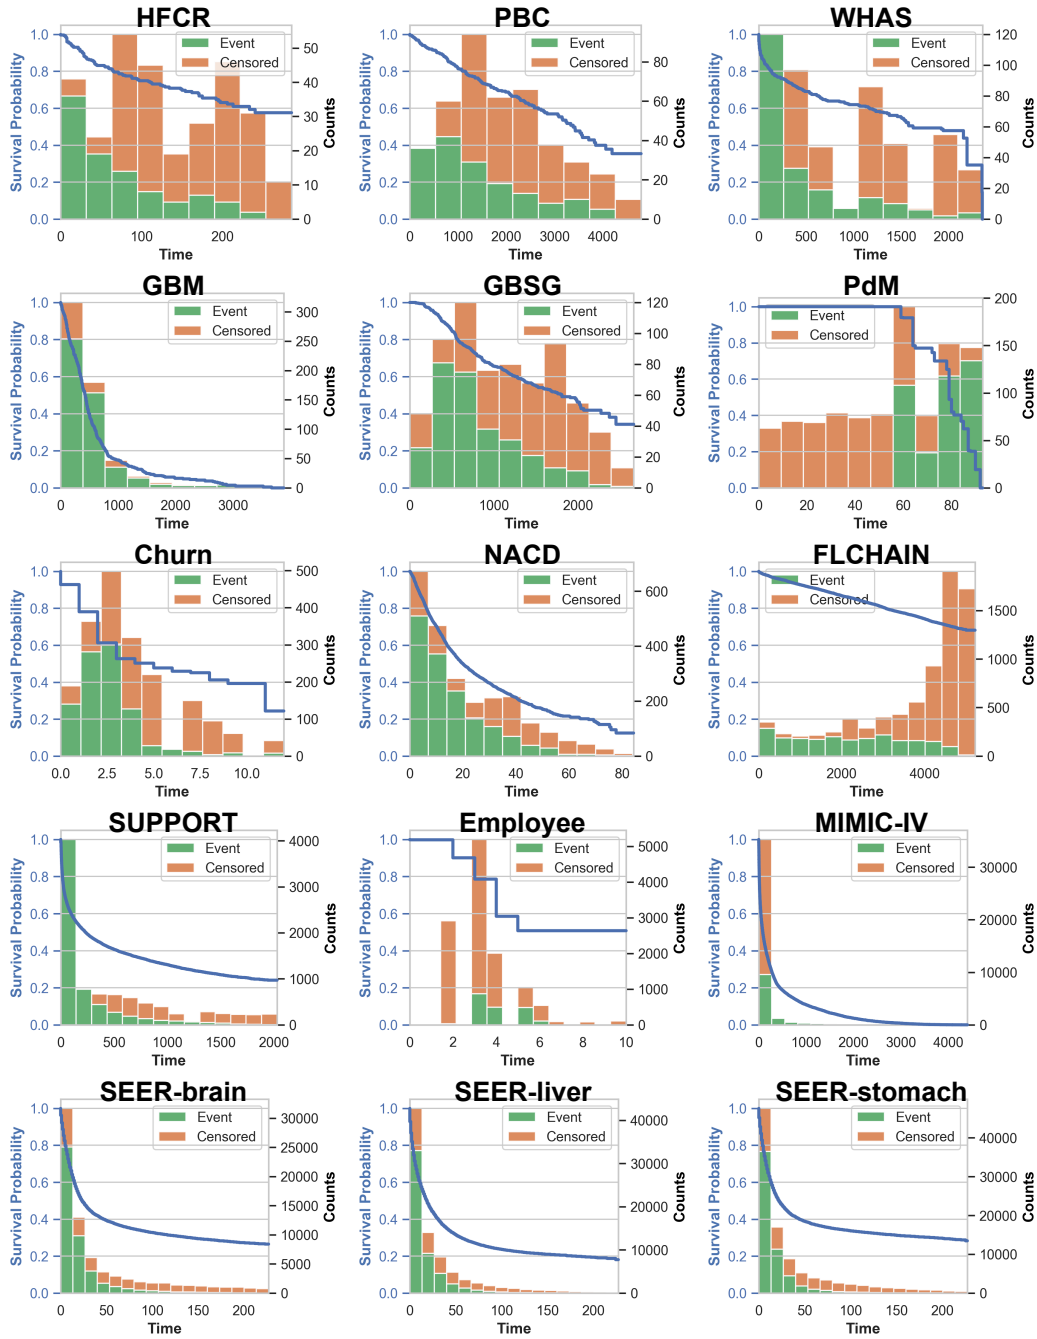 HFCR
PBC
WHAS
1.0
0.8
0.6
0.4
0.2
0.0
Survival Probability
Event
Censored
50
40
30
20
10
0
Counts
0
100
200
Time
1.0
0.8
0.6
0.4
0.2
0.0
Survival Probability
Event
Censored
80
60
40
20
0
Counts
0
1000
2000
3000
4000
Time
1.0
0.8
0.6
0.4
0.2
0.0
Survival Probability
Event
Censored
120
100
80
60
40
20
0
Counts
0
500
1000
1500
2000
Time
GBM
GBSG
PdM
1.0
0.8
0.6
0.4
0.2
0.0
Survival Probability
Event
Censored
300
250
200
150
100
50
0
Counts
0
1000
2000
3000
Time
1.0
0.8
0.6
0.4
0.2
0.0
Survival Probability
Event
Censored
120
100
80
60
40
20
0
Counts
0
1000
2000
Time
1.0
0.8
0.6
0.4
0.2
0.0
Survival Probability
Event
Censored
200
150
100
50
0
Counts
0
20
40
60
80
Time
Churn
NACD
FLCHAIN
1.0
0.8
0.6
0.4
0.2
0.0
Survival Probability
Event
Censored
500
400
300
200
100
0
Counts
0.0
2.5
5.0
7.5
10.0
Time
1.0
0.8
0.6
0.4
0.2
0.0
Survival Probability
Event
Censored
600
400
200
0
Counts
0
20
40
60
80
Time
1.0
0.8
0.6
0.4
0.2
0.0
Survival Probability
Event
Censored
1500
1000
500
0
Counts
0
2000
4000
Time
SUPPORT
Employee
MIMIC-IV
1.0
0.8
0.6
0.4
0.2
0.0
Survival Probability
Event
Censored
4000
3000
2000
1000
0
Counts
0
500
1000
1500
2000
Time
1.0
0.8
0.6
0.4
0.2
0.0
Survival Probability
Event
Censored
5000
4000
3000
2000
1000
0
Counts
0
2
4
6
8
10
Time
1.0
0.8
0.6
0.4
0.2
0.0
Survival Probability
Event
Censored
30000
20000
10000
0
Counts
0
1000
2000
3000
4000
Time
SEER-brain
SEER-liver
SEER-stomach
1.0
0.8
0.6
0.4
0.2
0.0
Survival Probability
Event
Censored
30000
25000
20000
15000
10000
5000
0
Counts
0
50
100
150
200
Time
1.0
0.8
0.6
0.4
0.2
0.0
Survival Probability
Event
Censored
40000
30000
20000
10000
0
Counts
0
50
100
150
200
Time
1.0
0.8
0.6
0.4
0.2
0.0
Survival Probability
Event
Censored
40000
30000
20000
10000
0
Counts
0
50
100
150
200
Time